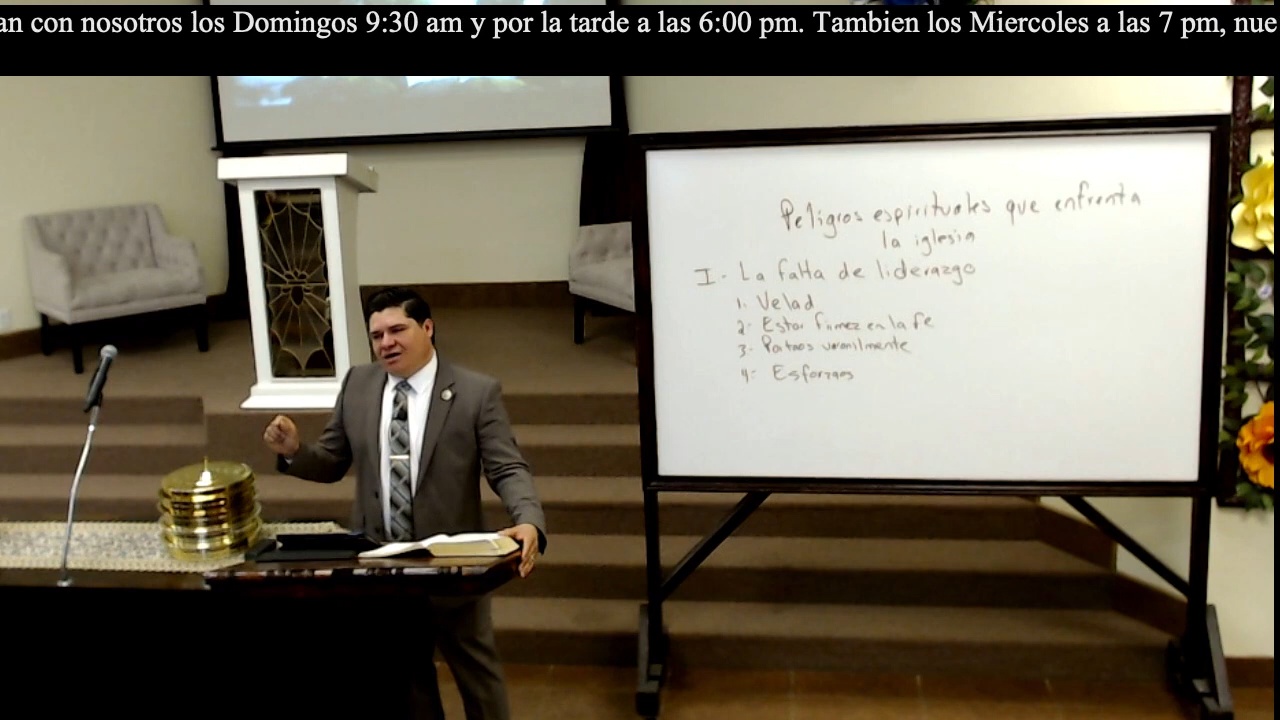 an con nosotros los Domingos 9:30 am y por la tarde a las 6:00 pm. Tambien los Miercoles a las 7 pm, nue
Peligros espirituales que enfrenta
la iglesia
I- La falta de liderazgo
1. Velad
2- Estar firmez en la fe
3- Portaos varonilmente
4- Esforzaos